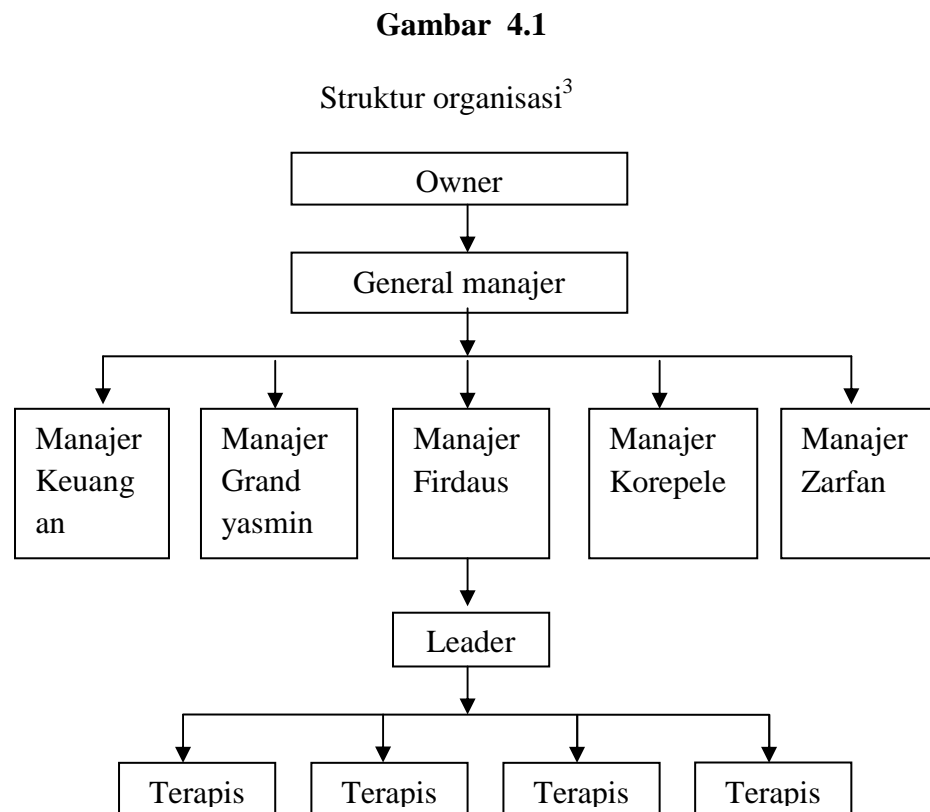 Gambar 4.1
Struktur organisasi3
Owner
General manajer
Manajer
Keuang
an
Manajer
Grand
yasmin
Manajer
Firdaus
Manajer
Korepele
Manajer
Zarfan
Leader
Terapis
Terapis
Terapis
Terapis